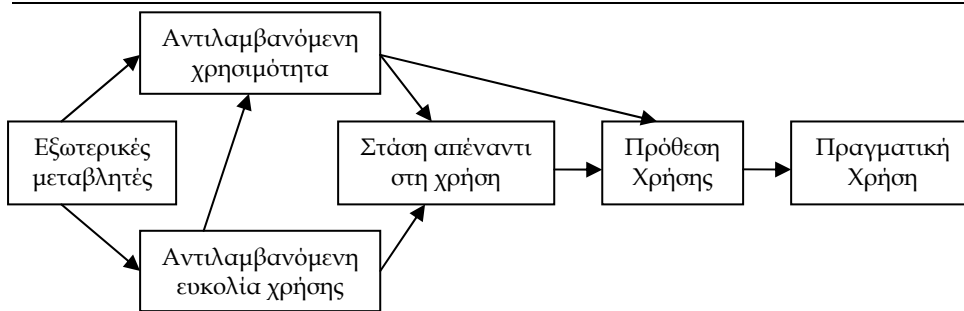 Αντιλαμβανόμενη
χρησιμότητα
Εξωτερικές
μεταβλητές
Στάση απέναντι
στη χρήση
Πρόθεση
Χρήσης
Πραγματική
Χρήση
Αντιλαμβανόμενη
ευκολία χρήσης